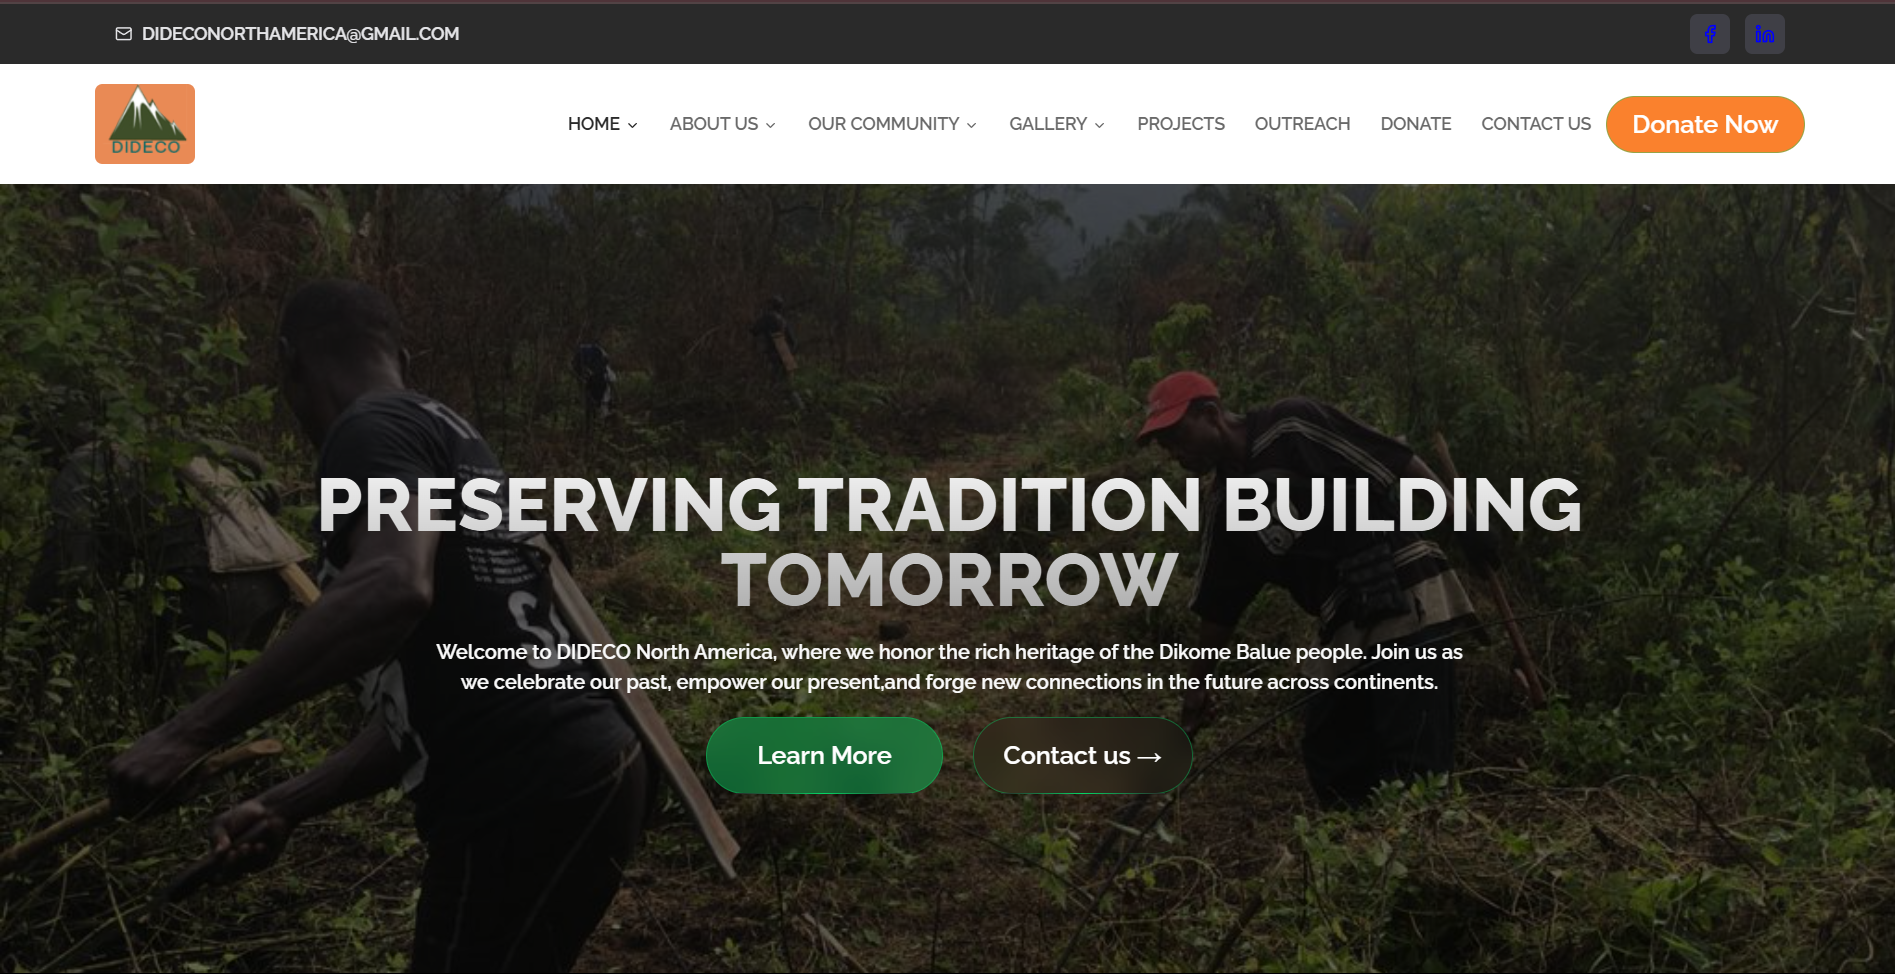 DIDECONORTHAMERICA@GMAIL.COM
DIDECO
HOME
ABOUT US
OUR COMMUNITY
GALLERY
PROJECTS
OUTREACH
DONATE
CONTACT US
Donate Now
PRESERVING TRADITION BUILDING
TOMORROW
Welcome to DIDECO North America, where we honor the rich heritage of the Dikome Balue people. Join us as
we celebrate our past, empower our present,and forge new connections in the future across continents.
Learn More
Contact us →